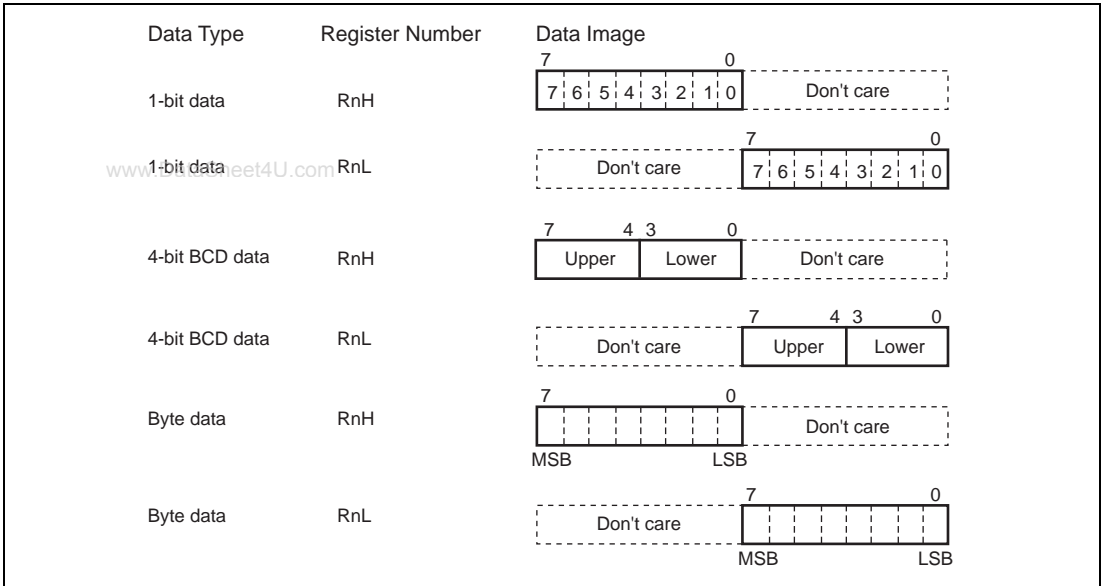 Data Type Register Number Data Image
7 0
1-bit data RnH 7 6 5 4 3 2 1 0 Don't care
7 0
www.DataSheet4U.com
1-bit data RnL Don't care 7 6 5 4 3 2 1 0
7 4 3 0
4-bit BCD data RnH Upper Lower Don't care
7 4 3 0
4-bit BCD data RnL Don't care Upper Lower
7 0
Byte data RnH Don't care
MSB LSB
7 0
Byte data RnL Don't care
MSB LSB